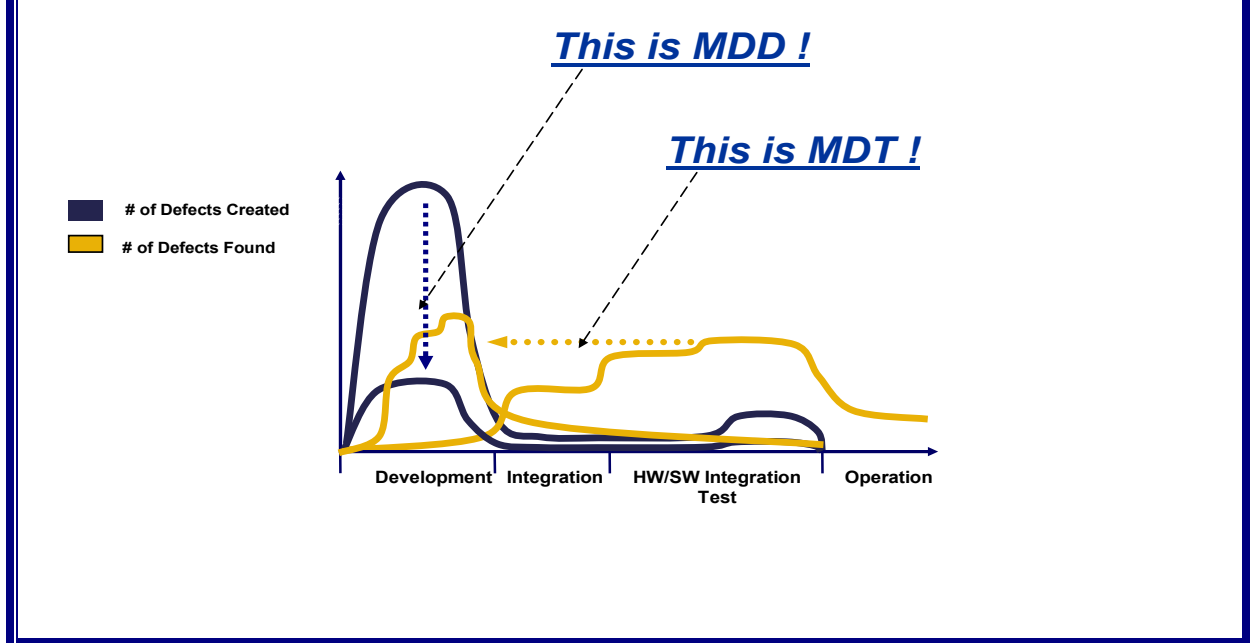 This is MDD !
This is MDT !
# of Defects Created
# of Defects Found
Development
Integration
HW/SW Integration
Test
Operation